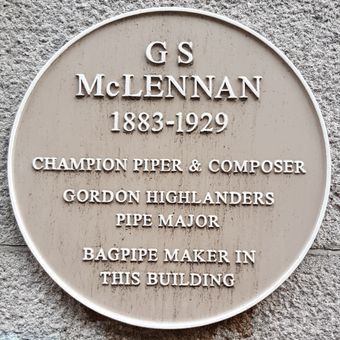 G S
McLENNAN
1883-1929
CHAMPION PIPER & COMPOSER
GORDON HIGHLANDERS
PIPE MAJOR
BAGPIPE MAKER IN
THIS BUILDING